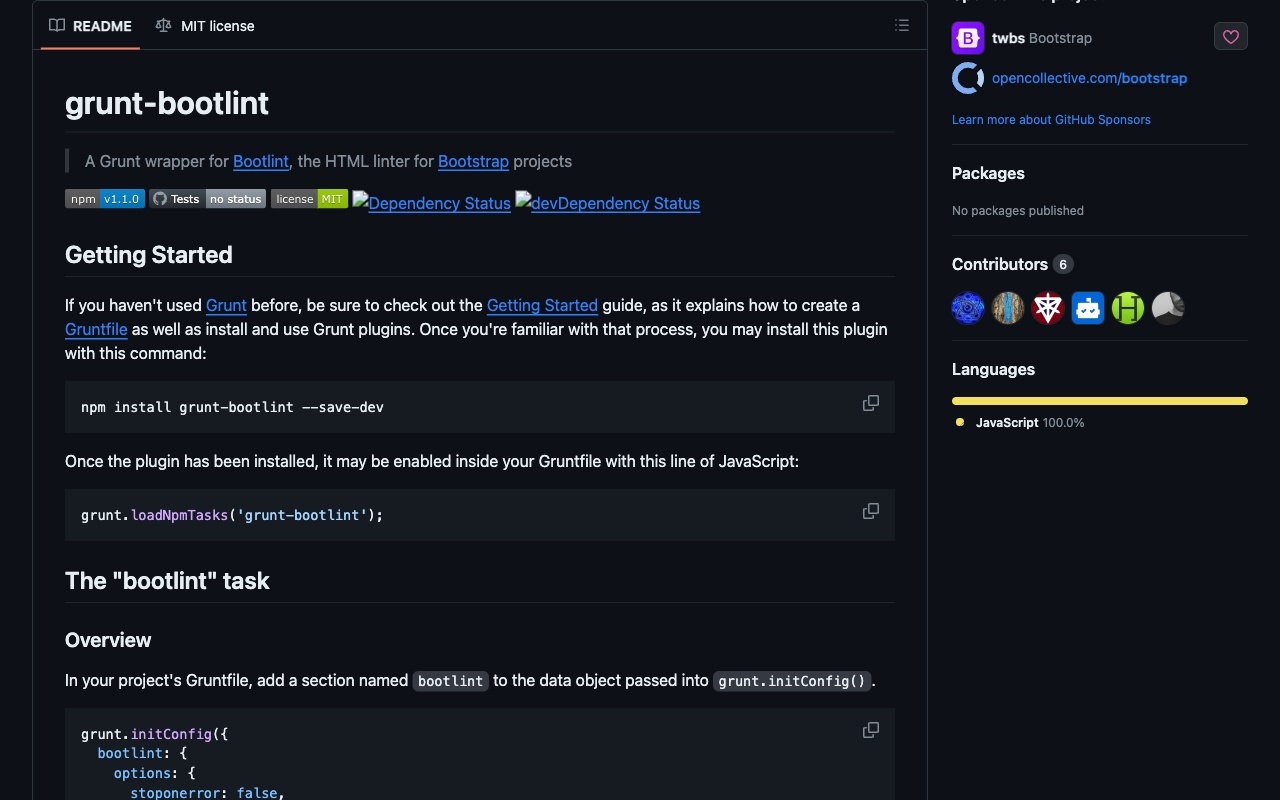 README
MIT license
grunt-bootlint
A Grunt wrapper for Bootlint, the HTML linter for Bootstrap projects
npm v1.1.0 Tests no status license MIT Dependency Status devDependency Status
Getting Started
If you haven't used Grunt before, be sure to check out the Getting Started guide, as it explains how to create a
Gruntfile as well as install and use Grunt plugins. Once you're familiar with that process, you may install this plugin
with this command:
npm install grunt-bootlint --save-dev
Once the plugin has been installed, it may be enabled inside your Gruntfile with this line of JavaScript:
grunt.loadNpmTasks('grunt-bootlint');
The "bootlint" task
Overview
In your project's Gruntfile, add a section named bootlint to the data object passed into grunt.initConfig().
grunt.initConfig({
bootlint: {
options: {
stoponerror: false,
twbs Bootstrap
opencollective.com/bootstrap
Learn more about GitHub Sponsors
Packages
No packages published
Contributors 6
Languages
JavaScript 100.0%